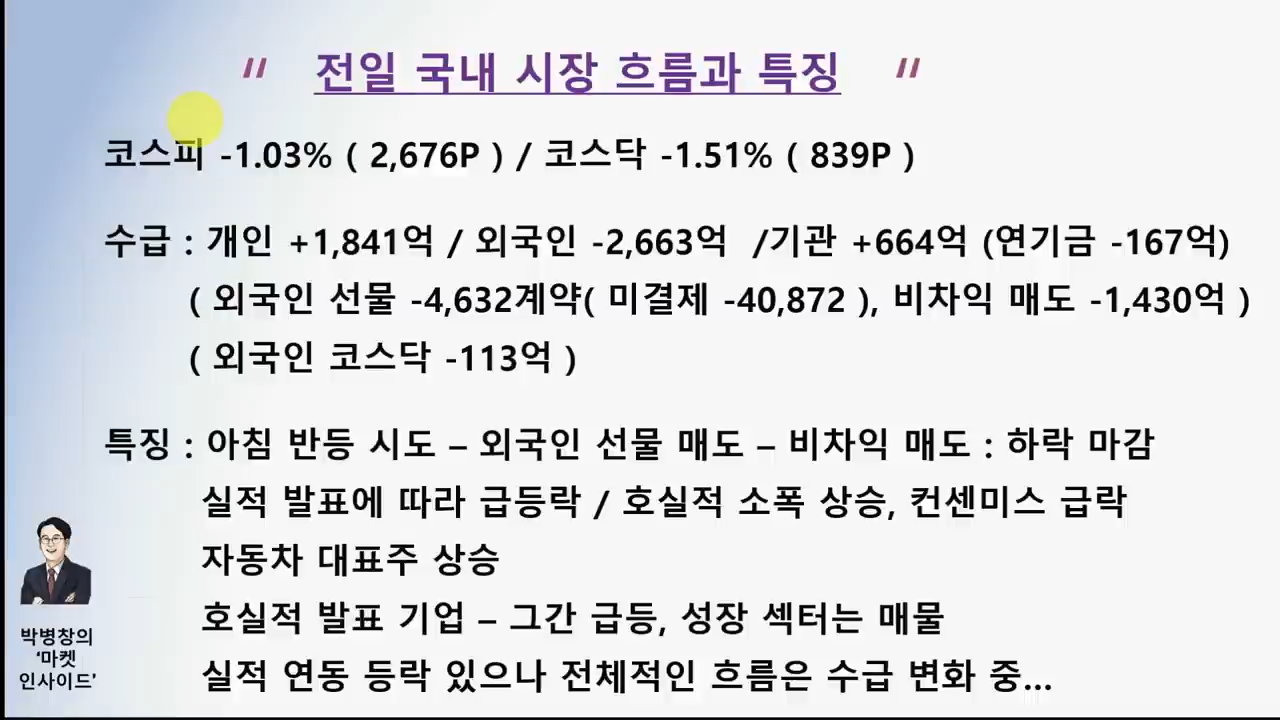 " 전일 국내 시장 흐름과 특징 "
코스피 -1.03% ( 2,676P ) / 코스닥 -1.51% ( 839P )
수급 : 개인 +1,841억 / 외국인 -2,663억 /기관 +664억 (연기금 -167억)
( 외국인 선물 -4,632계약( 미결제 -40,872 ), 비차익 매도 -1,430억 )
( 외국인 코스닥 -113억 )
특징 : 아침 반등 시도 – 외국인 선물 매도 – 비차익 매도 : 하락 마감
실적 발표에 따라 급등락 / 호실적 소폭 상승, 컨센미스 급락
자동차 대표주 상승
호실적 발표 기업 – 그간 급등, 성장 섹터는 매물
실적 연동 등락 있으나 전체적인 흐름은 수급 변화 중...
박병창의
'마켓
인사이드'